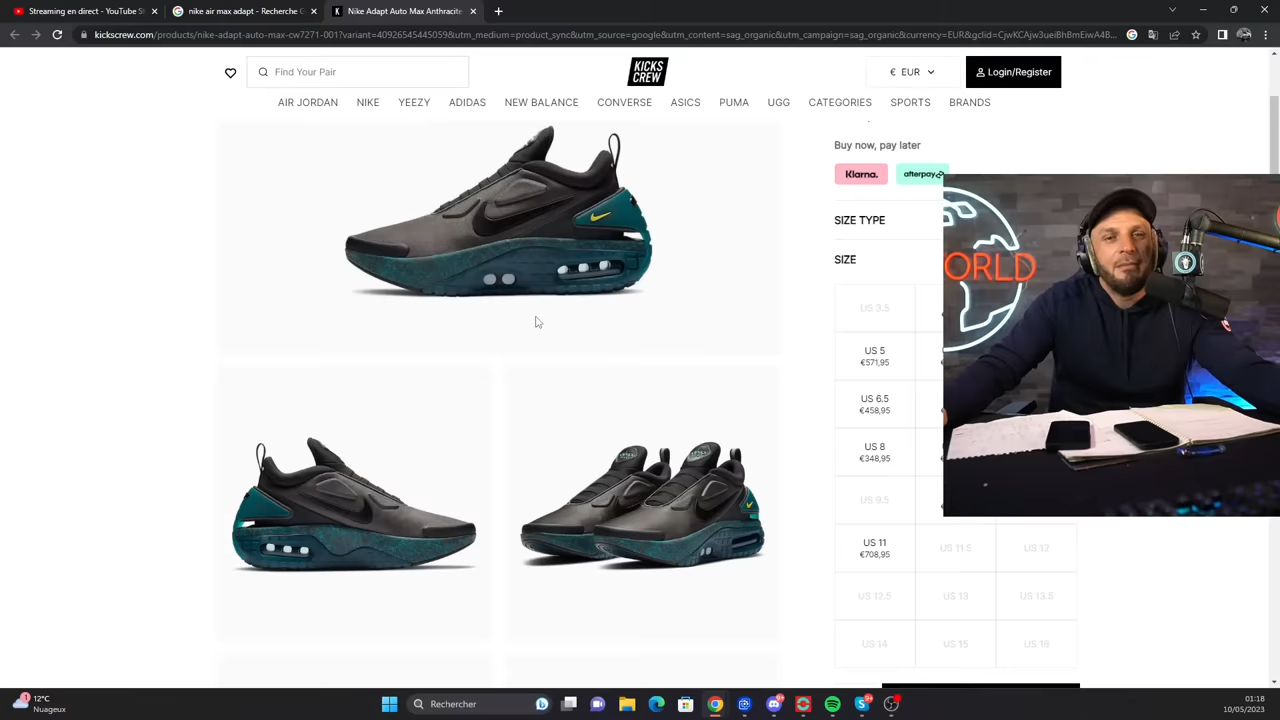 Streaming en direct - YouTube S
nike air max adapt - Recherche G
Nike Adapt Auto Max Anthracite
kickscrew.com/products/nike-adapt-auto-max-cw7271-001?variant=40926545445059&utm_medium=product_sync&utm_source=google&utm_content=sag_organic&utm_campaign=sag_organic&currency=EUR&gclid=CjwKCAjw3ueiBhBmEiwA4B...
Find Your Pair
KICKS
CREW
€ EUR
Login/Register
AIR JORDAN NIKE YEEZY ADIDAS NEW BALANCE CONVERSE ASICS PUMA UGG CATEGORIES SPORTS BRANDS
Buy now, pay later
Klarna. afterpay
SIZE TYPE
SIZE
ORLD
US 3.5
US 5
€571,95
US 6.5
€458,95
US 8
€348,95
US 9.5
US 11
€708,95
US 11.5
US 12
US 12.5
US 13
US 13.5
US 14
US 15
US 16
12°C
Nuageux
Rechercher
01:18
10/05/2023